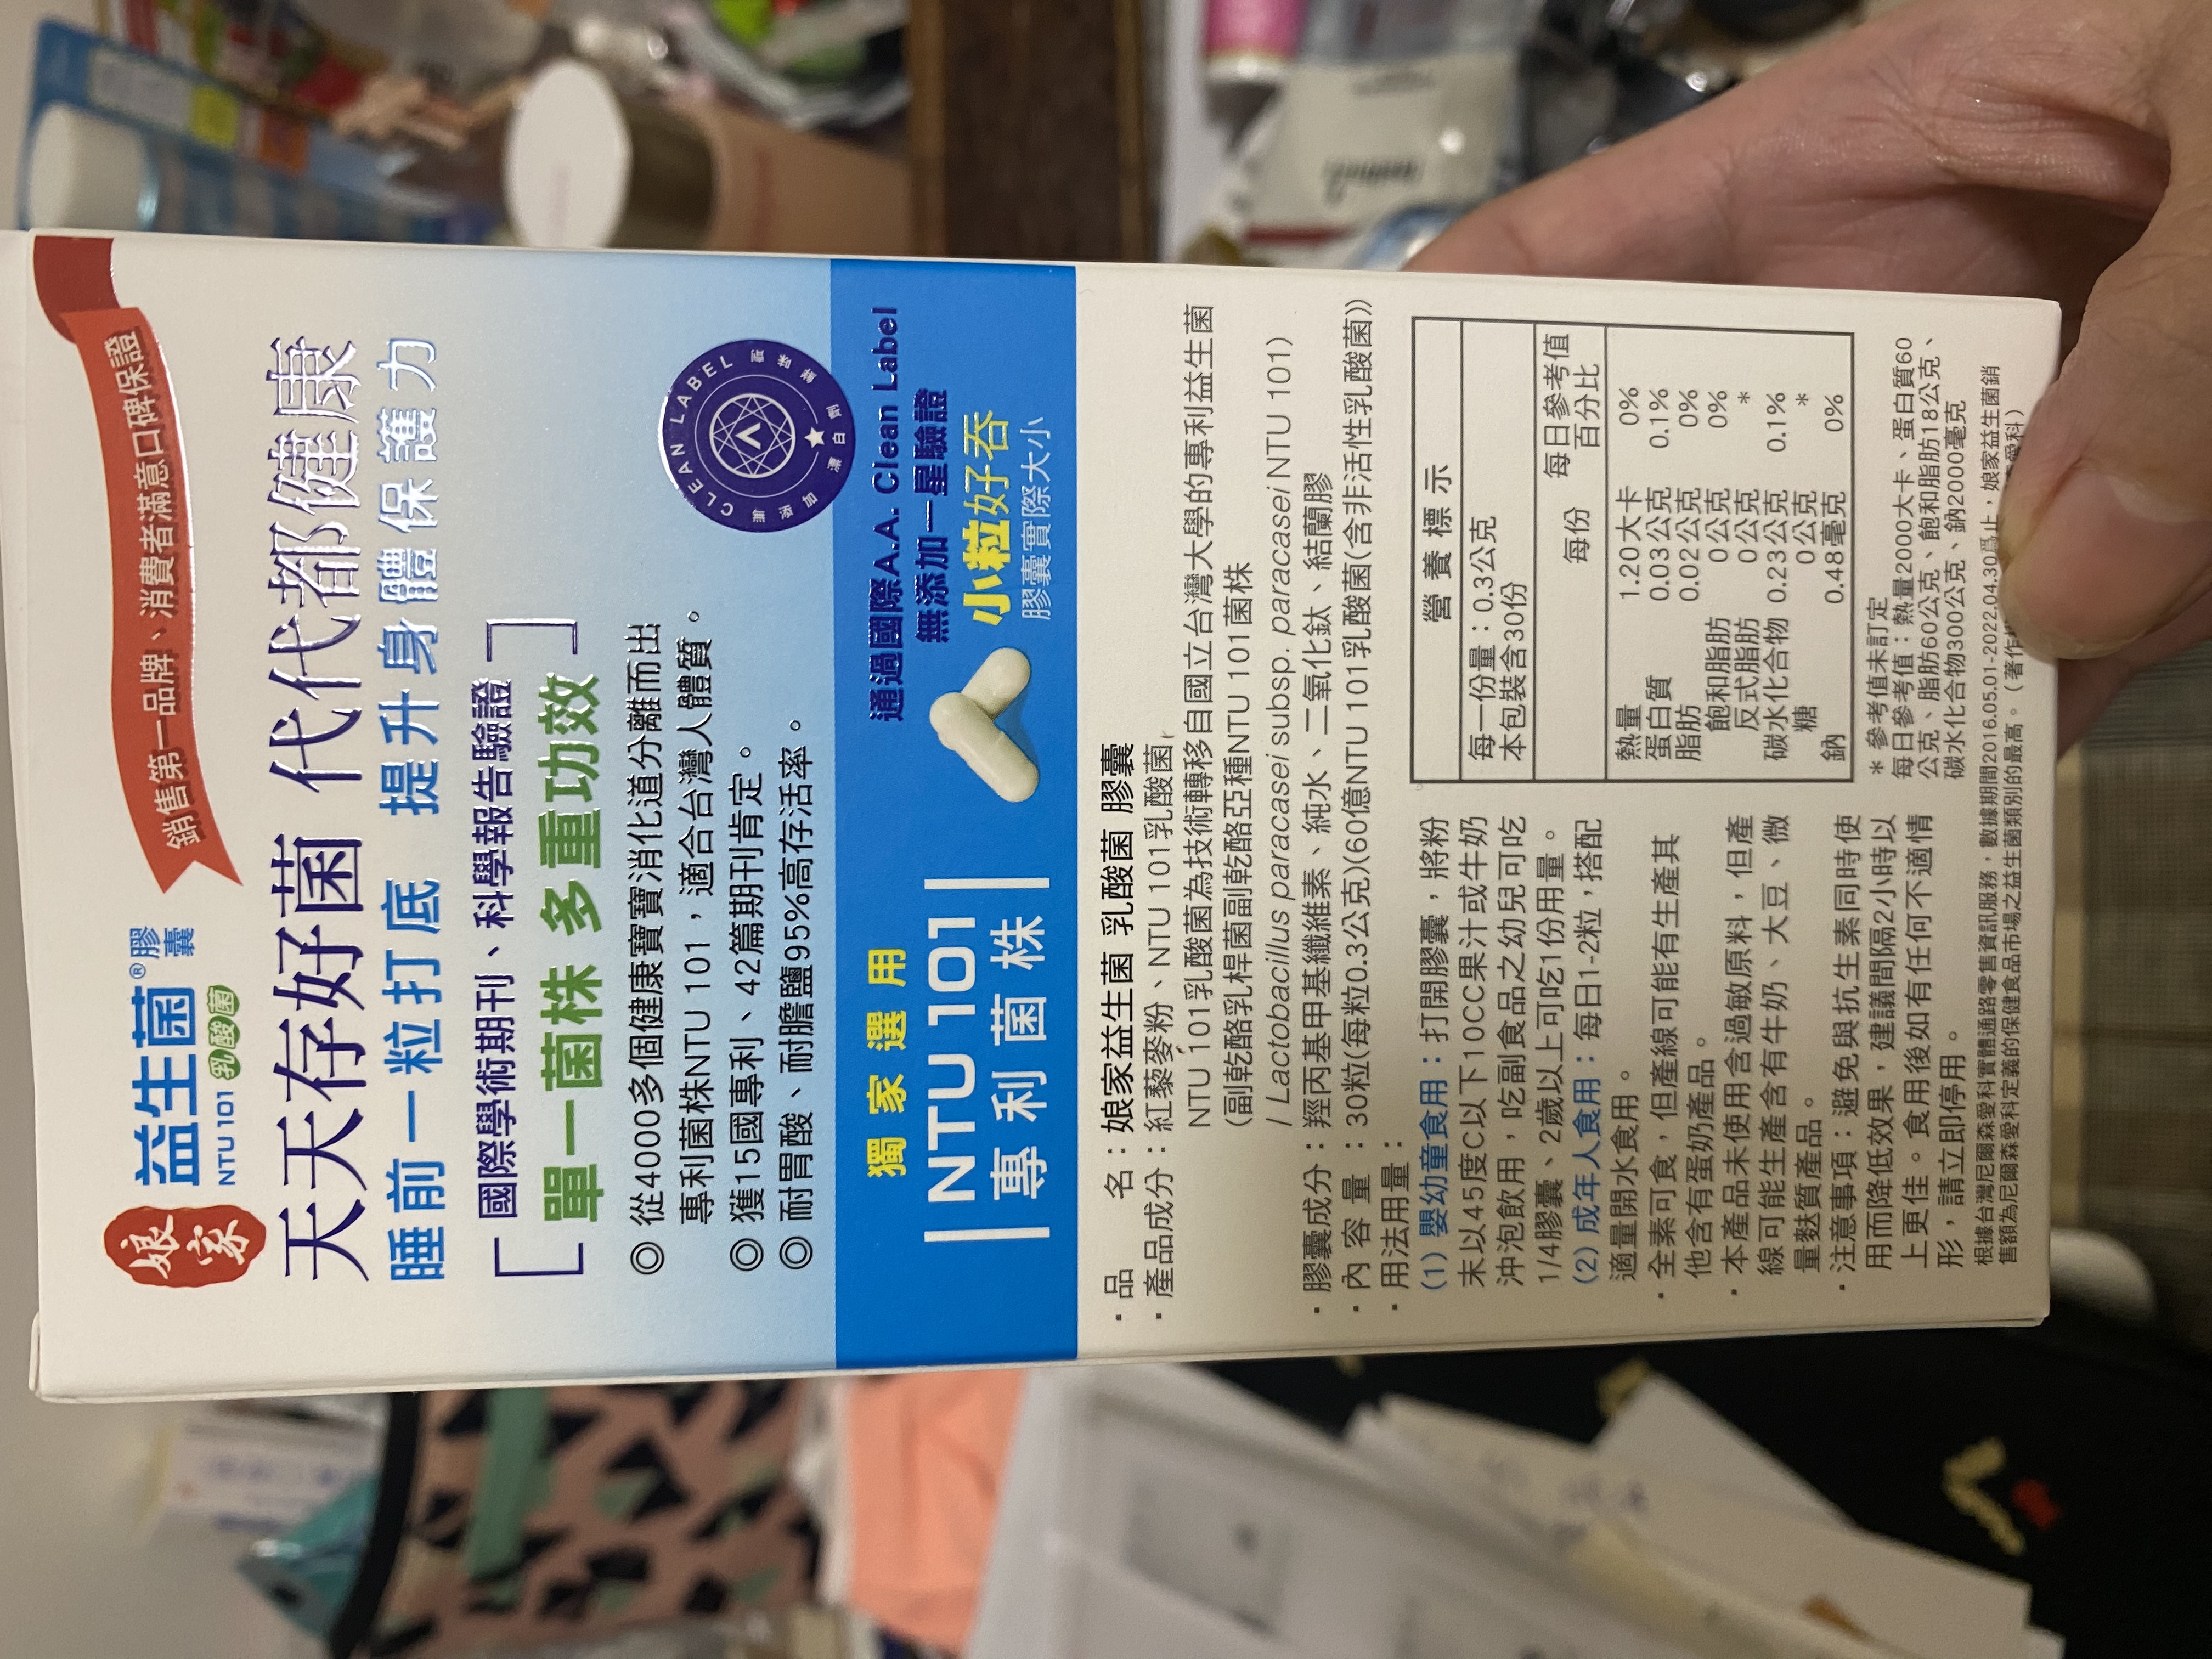 銷售第一品牌、消費者滿意口碑保證
娘家
益生菌®膠囊
NTU 101 乳酸菌
天天存好菌 代代都健康
睡前一粒打底 提升身體保護力
國際學術期刊、科學報告驗證
單一菌株 多重功效
◎ 從4000多個健康寶寶消化道分離而出
專利菌株NTU 101，適合台灣人體質。
◎ 獲15國專利、42篇期刊肯定。
◎ 耐胃酸、耐膽鹽95%高存活率。
CLEAN LABEL
無添加
獨家選用
NTU 101
專利菌株
通過國際A.A. Clean Label
無添加一星驗證
小粒好吞
膠囊實際大小
·品　名：娘家益生菌 乳酸菌 膠囊
·產品成分：紅藜麥粉、NTU 101乳酸菌
NTU 101乳酸菌為技術轉移自國立台灣大學的專利益生菌
(副乾酪乳桿菌副乾酪亞種NTU 101菌株
/ Lactobacillus paracasei subsp. paracasei NTU 101)
·膠囊成分：羥丙基甲基纖維素、純水、二氧化鈦、結蘭膠
·內 容 量：30粒(每粒0.3公克)(60億NTU 101乳酸菌(含非活性乳酸菌))
·用法用量：
(1) 嬰幼童食用：打開膠囊，將粉
末以45度C以下10CC果汁或牛奶
沖泡飲用，吃副食品之幼兒可吃
1/4膠囊、2歲以上可吃1份用量。
(2) 成年人食用：每日1-2粒，搭配
適量開水食用。
·全素可食，但產線可能有生產其
他含有蛋奶產品。
·本產品未使用含過敏原料，但產
線可能生產含有牛奶、大豆、微
量麩質產品。
·注意事項：避免與抗生素同時使
用而降低效果，建議間隔2小時以
上更佳。食用後如有任何不適情
形，請立即停用。
營養標示
每一份量：0.3公克
本包裝含30份
每份 每日參考值百分比
熱量 1.20大卡 0%
蛋白質 0.03公克 0.1%
脂肪 0.02公克 0%
飽和脂肪 0公克 0%
反式脂肪 0公克 *
碳水化合物 0.23公克 0.1%
糖 0公克 *
鈉 0.48毫克 0%
* 參考值未訂定
每日參考值：熱量2000大卡、蛋白質60
公克、脂肪60公克、飽和脂肪18公克、
碳水化合物300公克、鈉2000毫克
根據台灣尼爾森愛科實體通路零售資訊服務，數據期間2016.05.01-2022.04.30為止，娘家益生菌銷
售額為尼爾森愛科定義的保健食品市場之益生菌類別的最高。（著作 愛科）